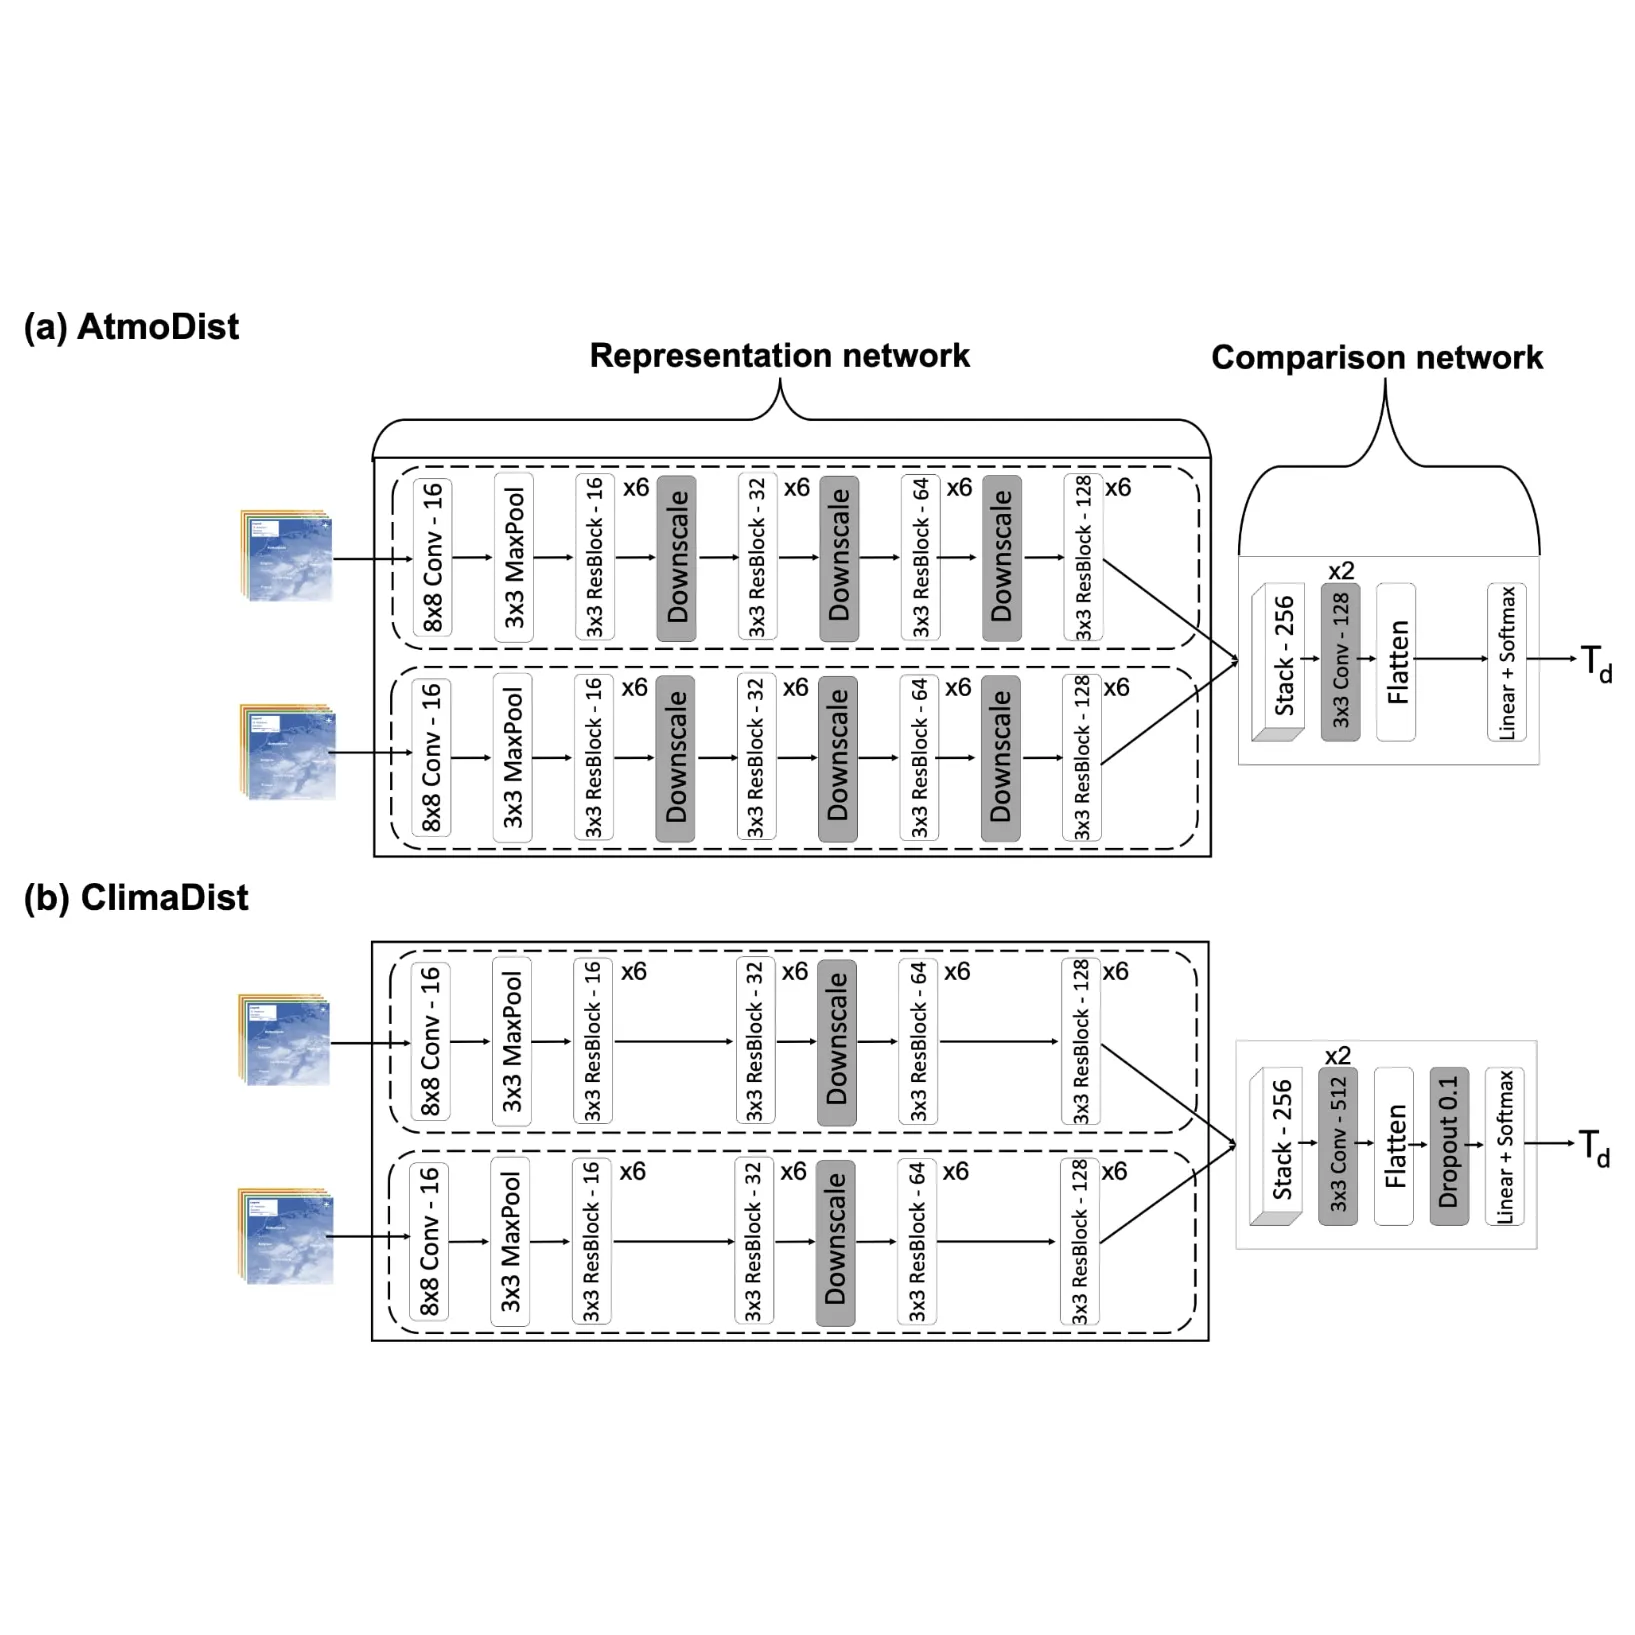 (a) AtmoDist
Representation network
Comparison network
8x8 Conv - 16
3x3 MaxPool
3x3 ResBlock - 16
x6
Downscale
3x3 ResBlock - 32
x6
Downscale
3x3 ResBlock - 64
x6
Downscale
3x3 ResBlock - 128
x6
8x8 Conv - 16
3x3 MaxPool
3x3 ResBlock - 16
x6
Downscale
3x3 ResBlock - 32
x6
Downscale
3x3 ResBlock - 64
x6
Downscale
3x3 ResBlock - 128
x6
Stack - 256
x2
3x3 Conv - 128
Flatten
Linear + Softmax
Td
(b) ClimaDist
8x8 Conv - 16
3x3 MaxPool
3x3 ResBlock - 16
x6
3x3 ResBlock - 32
x6
Downscale
3x3 ResBlock - 64
x6
3x3 ResBlock - 128
x6
8x8 Conv - 16
3x3 MaxPool
3x3 ResBlock - 16
x6
3x3 ResBlock - 32
x6
Downscale
3x3 ResBlock - 64
x6
3x3 ResBlock - 128
x6
Stack - 256
x2
3x3 Conv - 512
Flatten
Dropout 0.1
Linear + Softmax
Td